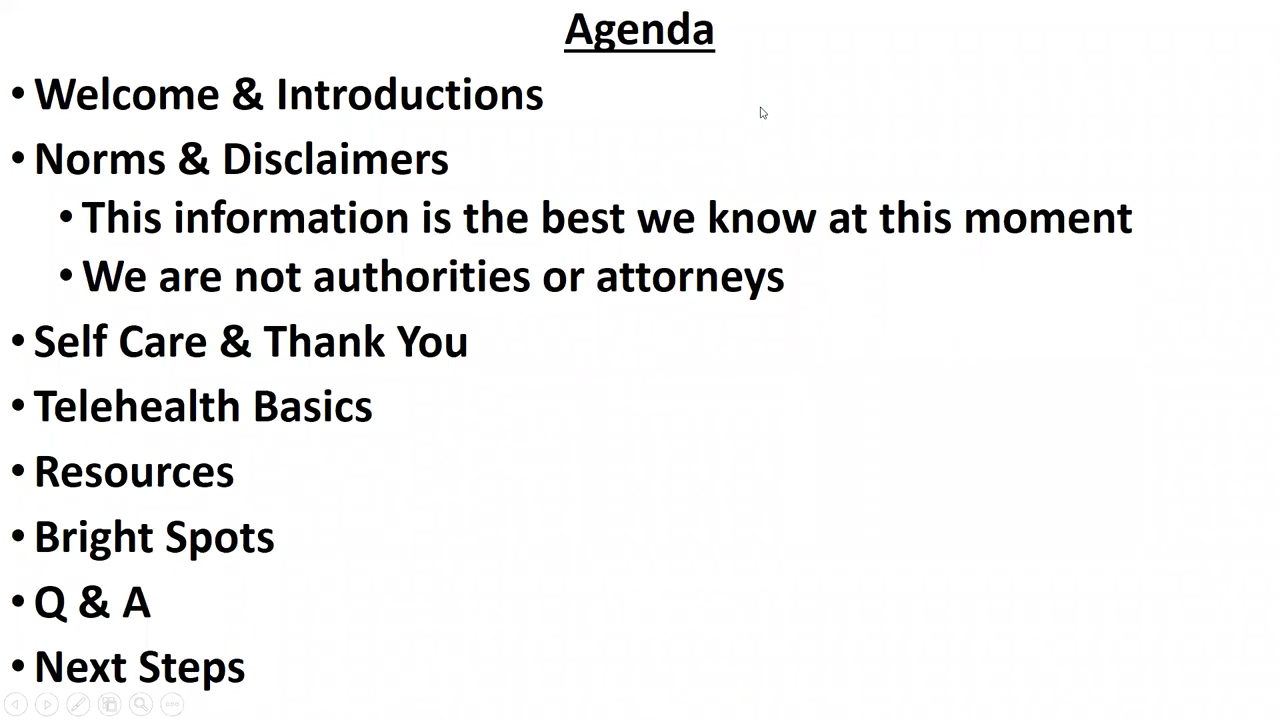 Agenda
• Welcome & Introductions
• Norms & Disclaimers
• This information is the best we know at this moment
• We are not authorities or attorneys
• Self Care & Thank You
• Telehealth Basics
• Resources
• Bright Spots
• Q & A
• Next Steps